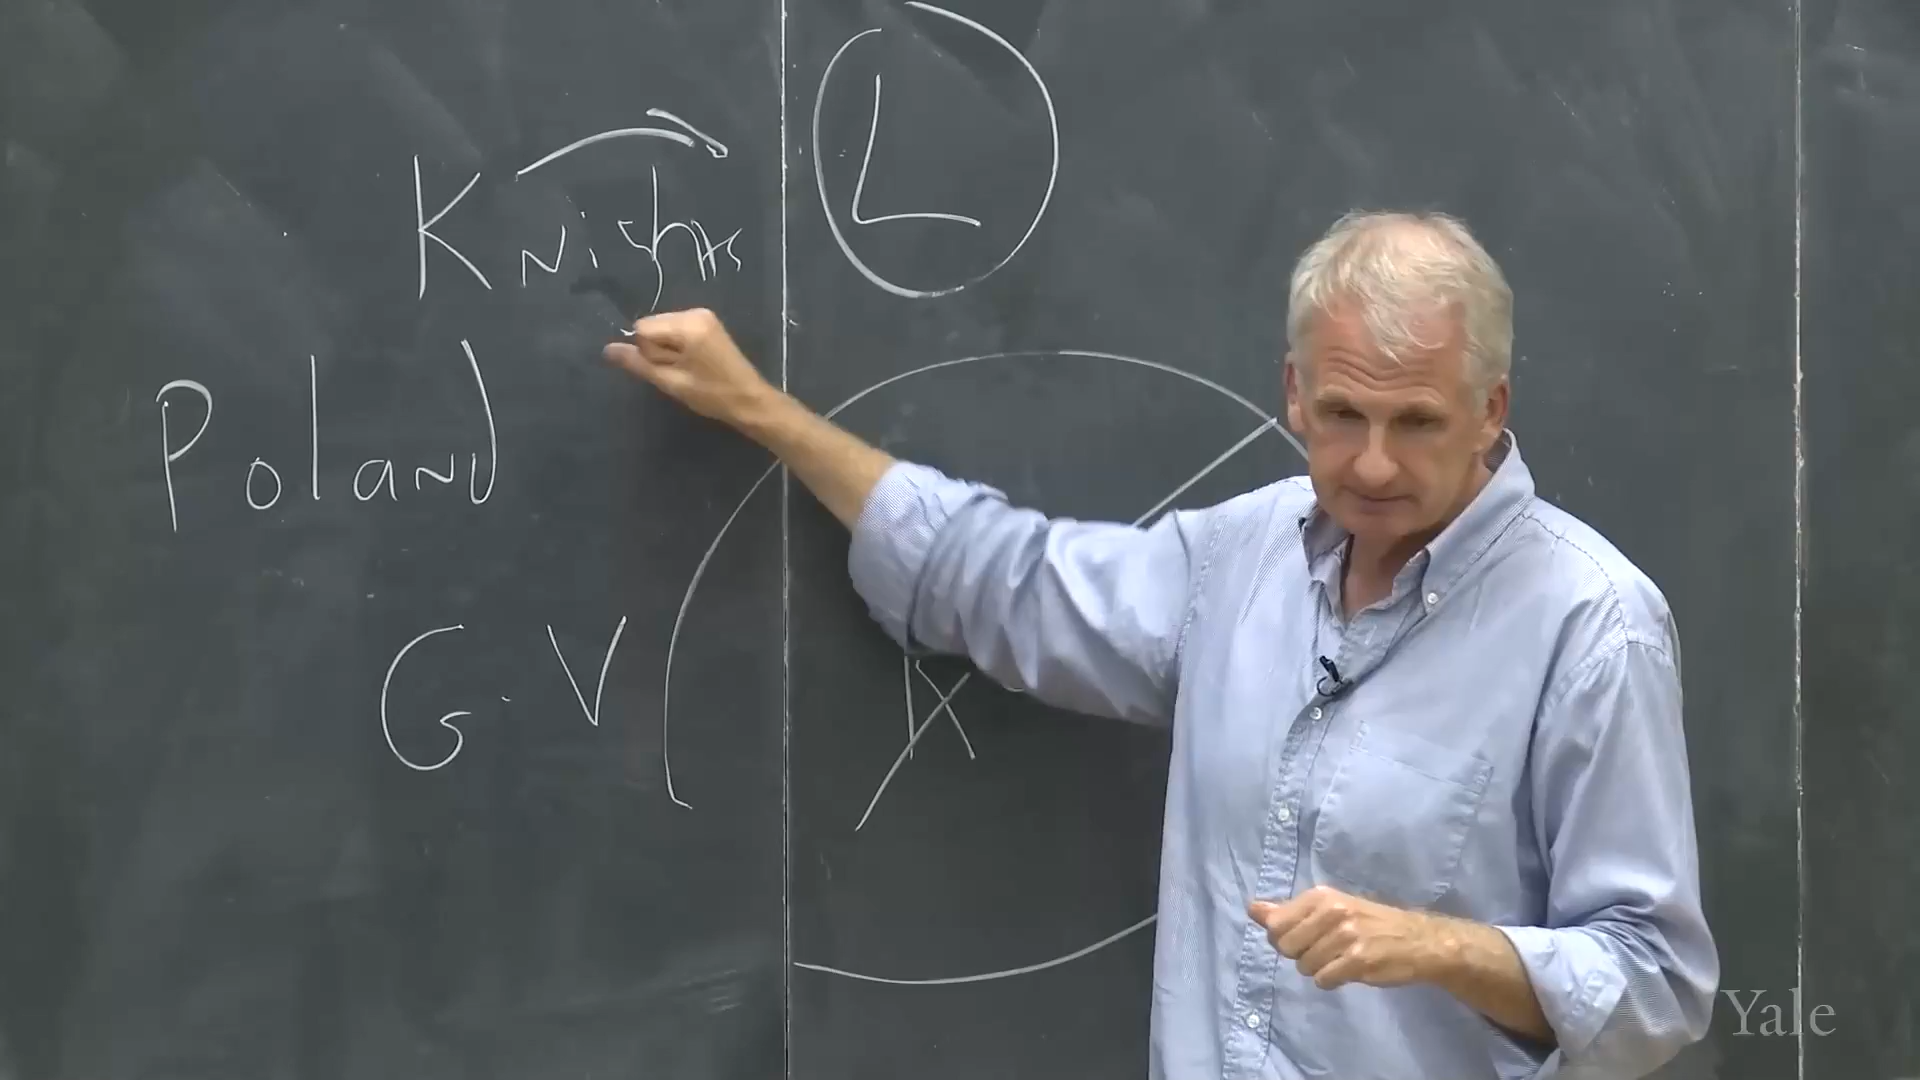 Knights
L
Poland
G. V
K
Yale